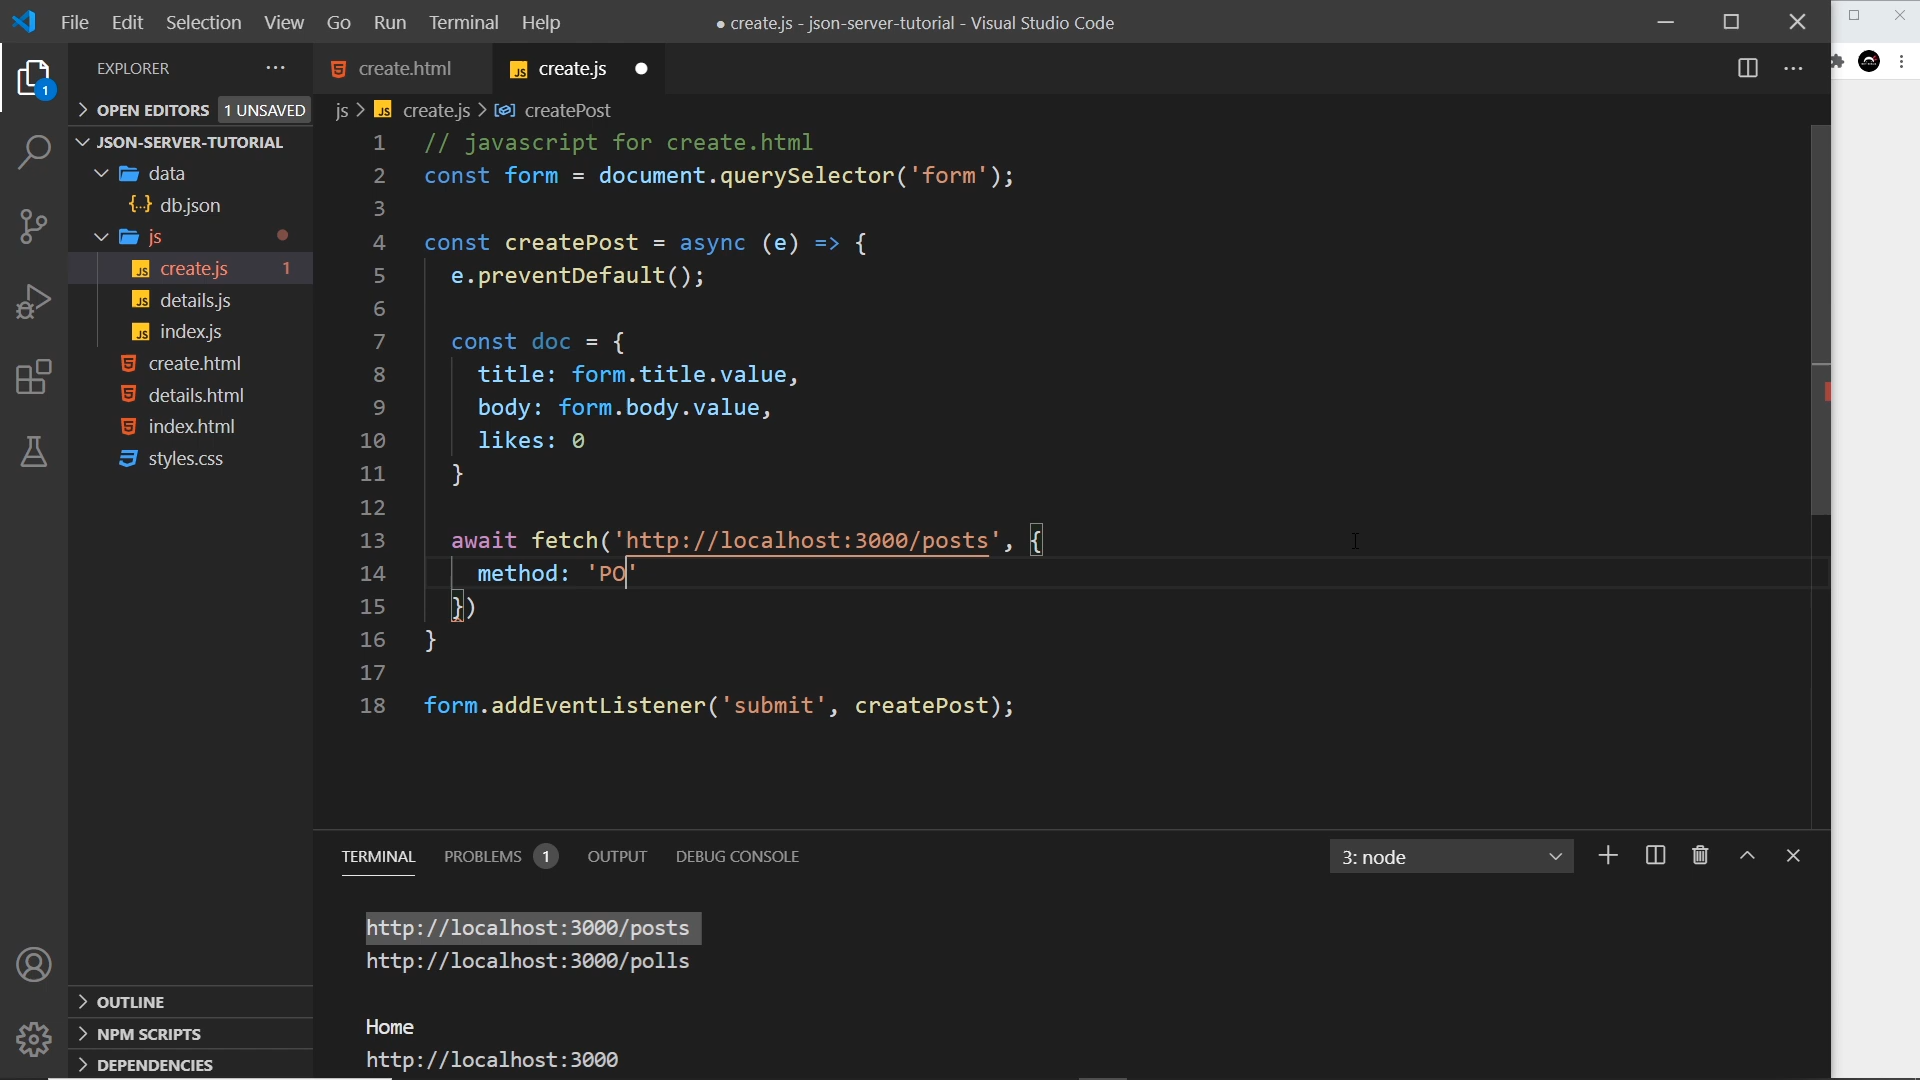 File Edit Selection View Go Run Terminal Help
● create.js - json-server-tutorial - Visual Studio Code
EXPLORER
1
OPEN EDITORS 1 UNSAVED
JSON-SERVER-TUTORIAL
data
db.json
js
create.js 1
details.js
index.js
create.html
details.html
index.html
styles.css
OUTLINE
NPM SCRIPTS
DEPENDENCIES
create.html
JS create.js
js > JS create.js > createPost
1 // javascript for create.html
2 const form = document.querySelector('form');
3
4 const createPost = async (e) => {
5 e.preventDefault();
6
7 const doc = {
8 title: form.title.value,
9 body: form.body.value,
10 likes: 0
11 }
12
13 await fetch('http://localhost:3000/posts', {
14 method: 'PO'
15 })
16 }
17
18 form.addEventListener('submit', createPost);
TERMINAL PROBLEMS 1 OUTPUT DEBUG CONSOLE
3: node
http://localhost:3000/posts
http://localhost:3000/polls
Home
http://localhost:3000